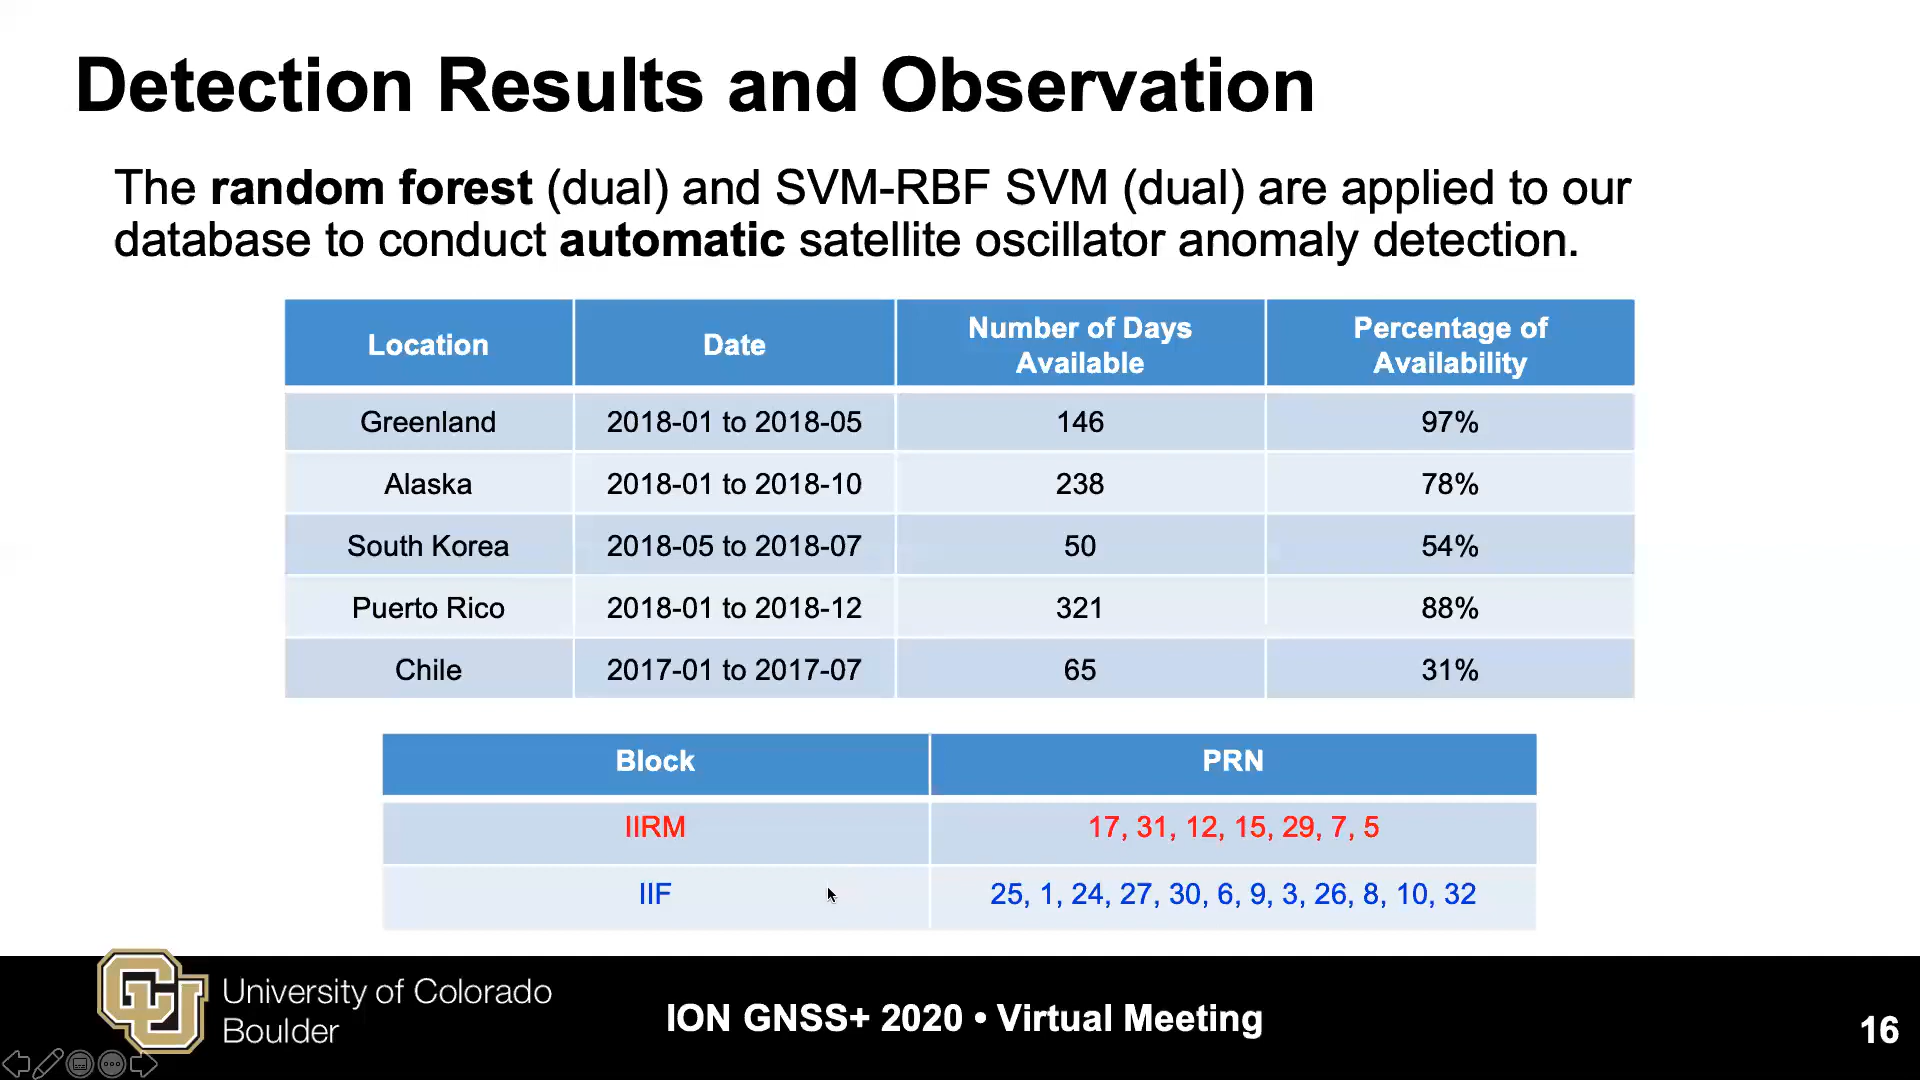 Detection Results and Observation
The random forest (dual) and SVM-RBF SVM (dual) are applied to our
database to conduct automatic satellite oscillator anomaly detection.
Location Date Number of Days Available Percentage of Availability
Greenland 2018-01 to 2018-05 146 97%
Alaska 2018-01 to 2018-10 238 78%
South Korea 2018-05 to 2018-07 50 54%
Puerto Rico 2018-01 to 2018-12 321 88%
Chile 2017-01 to 2017-07 65 31%
Block PRN
IIRM 17, 31, 12, 15, 29, 7, 5
IIF 25, 1, 24, 27, 30, 6, 9, 3, 26, 8, 10, 32
CU
University of Colorado
Boulder
ION GNSS+ 2020 • Virtual Meeting
16